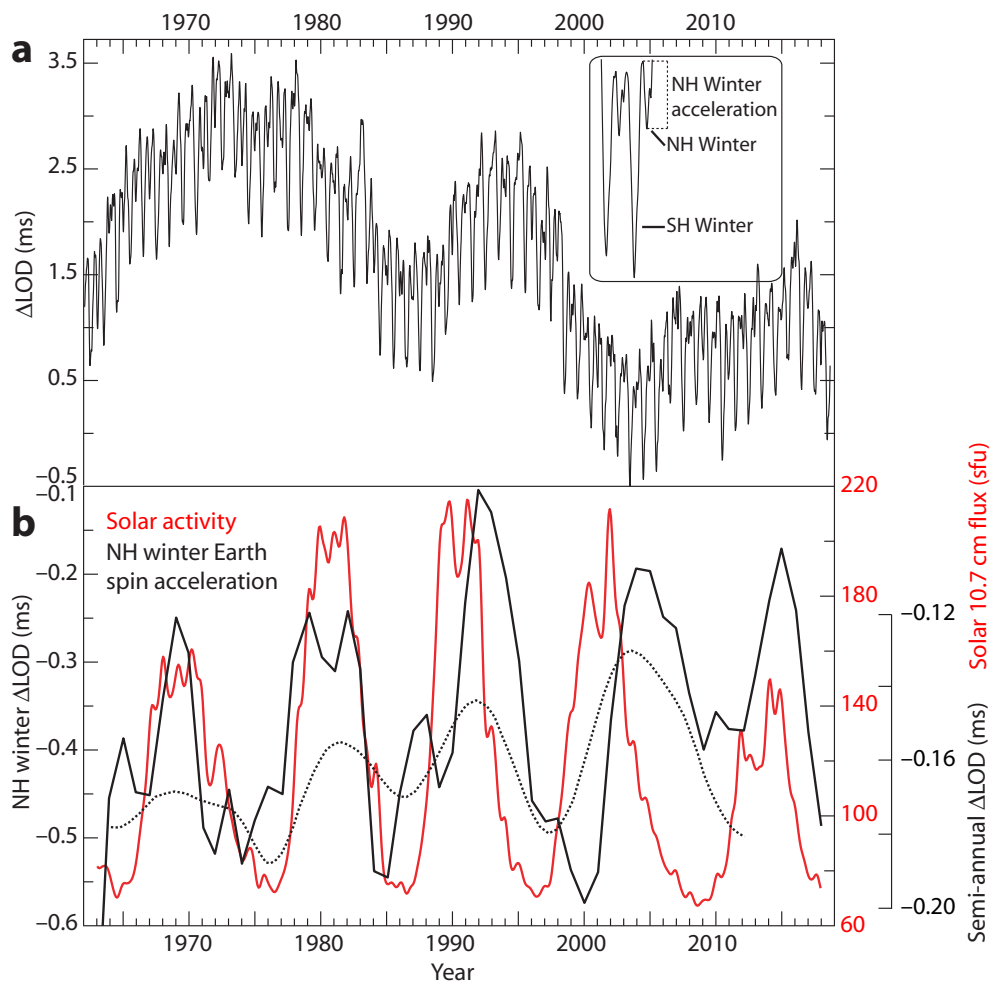 1970 1980 1990 2000 2010
a
3.5
2.5
1.5
0.5
−0.5
ΔLOD (ms)
NH Winter
acceleration
NH Winter
SH Winter
b
Solar activity
NH winter Earth
spin acceleration
−0.1
−0.2
−0.3
−0.4
−0.5
−0.6
NH winter ΔLOD (ms)
220
180
140
100
60
Solar 10.7 cm flux (sfu)
−0.12
−0.16
−0.20
Semi-annual ΔLOD (ms)
1970 1980 1990 2000 2010
Year